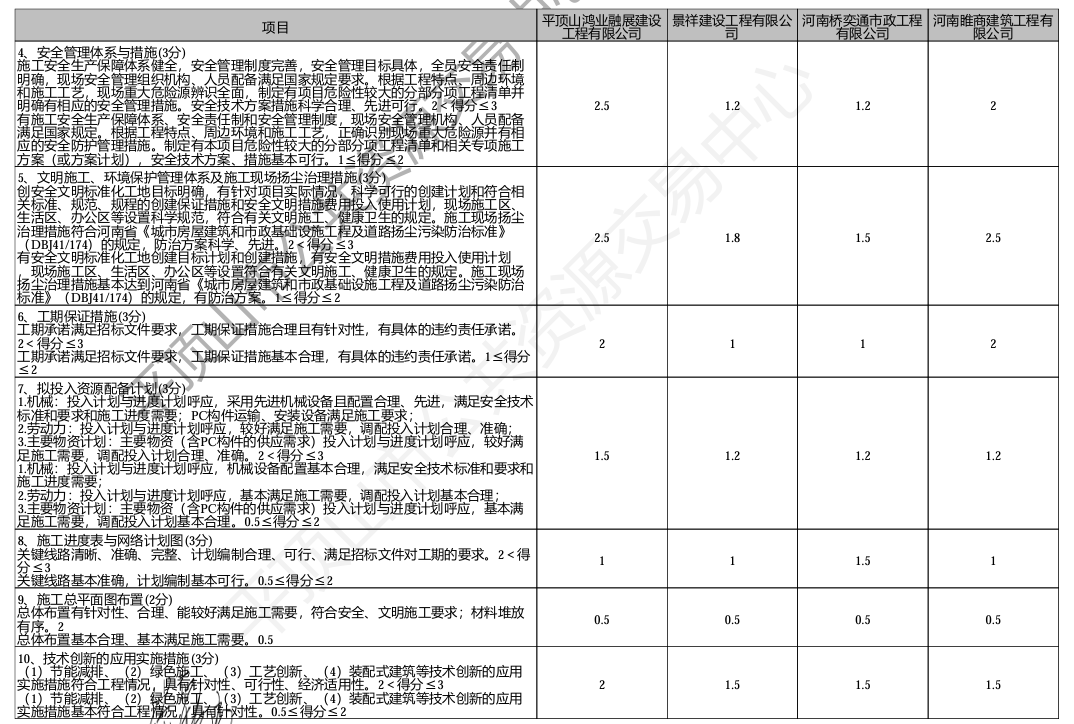 项目
平顶山鸿业融展建设工程有限公司
景祥建设工程有限公司
河南桥奕通市政工程有限公司
河南睢商建筑工程有限公司
4、安全管理体系与措施(3分)
施工安全生产保障体系健全，安全管理制度完善，安全管理目标具体，全员安全责任制
明确，现场安全管理组织机构、人员配备满足国家规定要求。根据工程特点、周边环境
和施工工艺，现场重大危险源辨识全面，制定有项目危险性较大的分部分项工程清单并
明确有相应的安全管理措施。安全技术方案措施科学合理、先进可行。2＜得分≤3
有施工安全生产保障体系、安全责任制和安全管理制度，现场安全管理机构、人员配备
满足国家规定。根据工程特点、周边环境和施工工艺，正确识别现场重大危险源并有相
应的安全防护管理措施。制定有本项目危险性较大的分部分项工程清单和相关专项施工
方案（或方案计划），安全技术方案、措施基本可行。1≤得分≤2
2.5
1.2
1.2
2
5、文明施工、环境保护管理体系及施工现场扬尘治理措施(3分)
创安全文明标准化工地目标明确，有针对项目实际情况、科学可行的创建计划和符合相
关标准、规范、规程的创建保证措施和安全文明措施费用投入使用计划，现场施工区、
生活区、办公区等设置科学规范，符合有关文明施工、健康卫生的规定。施工现场扬尘
治理措施符合河南省《城市房屋建筑和市政基础设施工程及道路扬尘污染防治标准》
（DBJ41/174）的规定，防治方案科学、先进。2＜得分≤3
有安全文明标准化工地创建目标计划和创建措施，有安全文明措施费用投入使用计划
，现场施工区、生活区、办公区等设置符合有关文明施工、健康卫生的规定。施工现场
扬尘治理措施基本达到河南省《城市房屋建筑和市政基础设施工程及道路扬尘污染防治
标准》（DBJ41/174）的规定，有防治方案。1≤得分≤2
2.5
1.8
1.5
2.5
6、工期保证措施(3分)
工期承诺满足招标文件要求，工期保证措施合理且有针对性，有具体的违约责任承诺。
2＜得分≤3
工期承诺满足招标文件要求，工期保证措施基本合理，有具体的违约责任承诺。1≤得分
≤2
2
1
1
2
7、拟投入资源配备计划(3分)
1.机械：投入计划与进度计划呼应，采用先进机械设备且配置合理、先进，满足安全技术
标准和要求和施工进度需要；PC构件运输、安装设备满足施工要求；
2.劳动力：投入计划与进度计划呼应，较好满足施工需要，调配投入计划合理、准确；
3.主要物资计划：主要物资（含PC构件的供应需求）投入计划与进度计划呼应，较好满
足施工需要，调配投入计划合理、准确。2＜得分≤3
1.机械：投入计划与进度计划呼应，机械设备配置基本合理，满足安全技术标准和要求和
施工进度需要；
2.劳动力：投入计划与进度计划呼应，基本满足施工需要，调配投入计划基本合理；
3.主要物资计划：主要物资（含PC构件的供应需求）投入计划与进度计划呼应，基本满
足施工需要，调配投入计划基本合理。0.5≤得分≤2
1.5
1.2
1.2
1.2
8、施工进度表与网络计划图(3分)
关键线路清晰、准确、完整、计划编制合理、可行、满足招标文件对工期的要求。2＜得
分≤3
关键线路基本准确，计划编制基本可行。0.5≤得分≤2
1
1
1.5
1
9、施工总平面图布置(2分)
总体布置有针对性、合理、能较好满足施工需要，符合安全、文明施工要求；材料堆放
有序。2
总体布置基本合理、基本满足施工需要。0.5
0.5
0.5
0.5
0.5
10、技术创新的应用实施措施(3分)
（1）节能减排、（2）绿色施工、（3）工艺创新、（4）装配式建筑等技术创新的应用
实施措施符合工程情况，具有针对性、可行性、经济适用性。2＜得分≤3
（1）节能减排、（2）绿色施工、（3）工艺创新、（4）装配式建筑等技术创新的应用
实施措施基本符合工程情况，具有针对性。0.5≤得分≤2
2
1.5
1.5
1.5
平顶山市公共资源交易中心